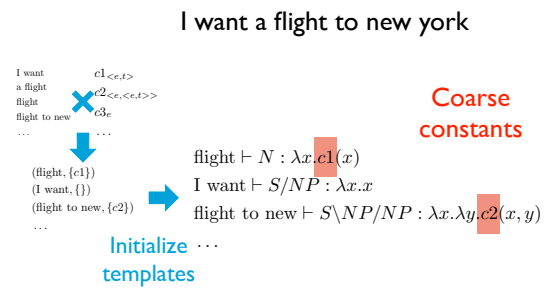 I want a flight to new york
I want
a flight
flight
flight to new
...
c1<e,t>
c2<e,<e,t>>
c3e
...
Coarse
constants
(flight, {c1})
(I want, {})
(flight to new, {c2})
...
flight ⊢ N : λx.c1(x)
I want ⊢ S/NP : λx.x
flight to new ⊢ S\NP/NP : λx.λy.c2(x, y)
...
Initialize
templates